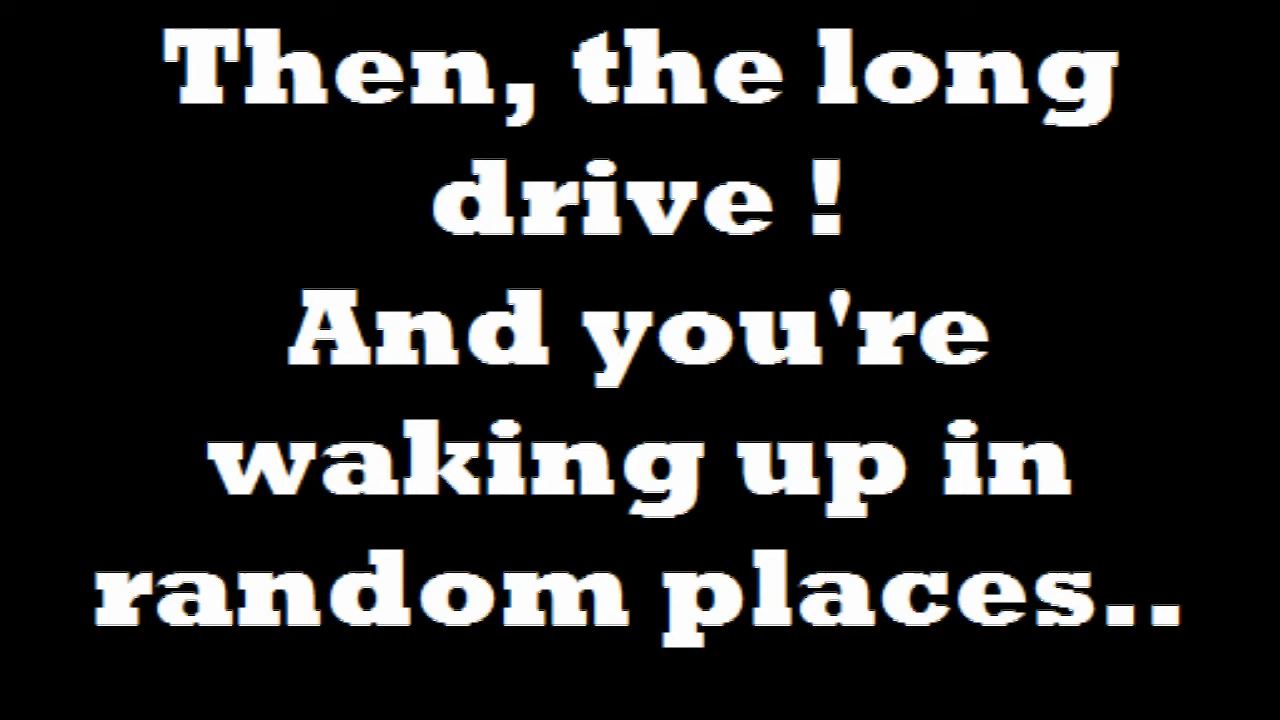 Then, the long
drive !
And you're
waking up in
random places..